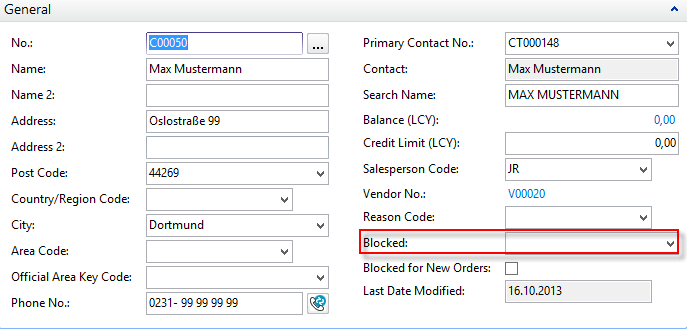 General
No.: C00050 ...
Name: Max Mustermann
Name 2:
Address: Oslostraße 99
Address 2:
Post Code: 44269
Country/Region Code:
City: Dortmund
Area Code:
Official Area Key Code:
Phone No.: 0231- 99 99 99 99
Primary Contact No.: CT000148
Contact: Max Mustermann
Search Name: MAX MUSTERMANN
Balance (LCY): 0,00
Credit Limit (LCY): 0,00
Salesperson Code: JR
Vendor No.: V00020
Reason Code:
Blocked:
Blocked for New Orders:
Last Date Modified: 16.10.2013